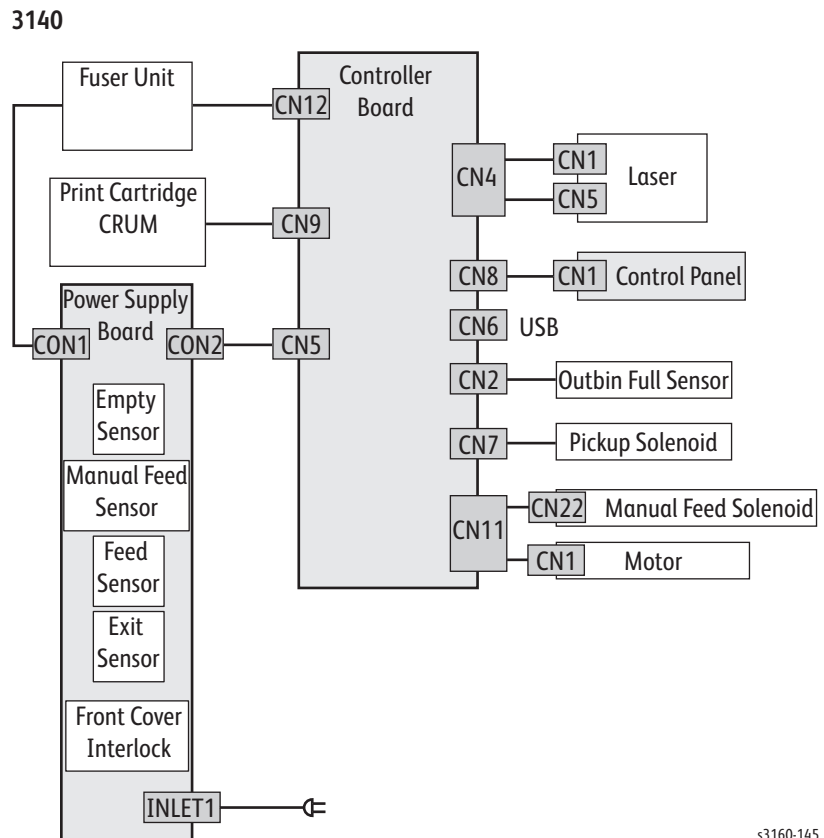 3140
Fuser Unit
Controller
Board
CN12
CN4
CN1
CN5
Laser
Print Cartridge
CRUM
CN9
CN8
CN1
Control Panel
Power Supply
Board
CON1
CON2
CN5
CN6
USB
CN2
Outbin Full Sensor
Empty
Sensor
CN7
Pickup Solenoid
Manual Feed
Sensor
CN11
CN22
Manual Feed Solenoid
CN1
Motor
Feed
Sensor
Exit
Sensor
Front Cover
Interlock
INLET1
s3160-145